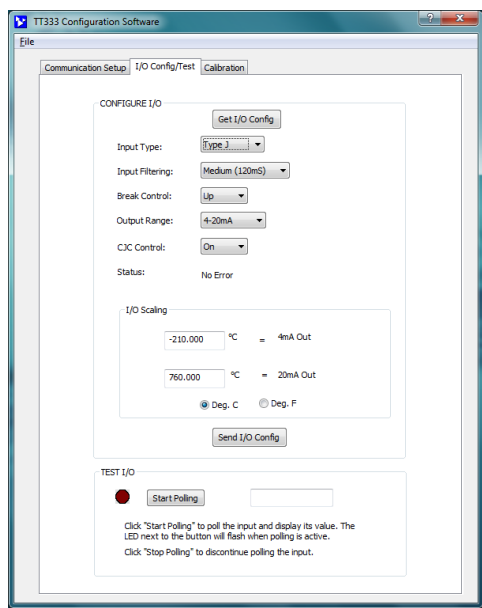 TT333 Configuration Software
? x
File
Communication Setup I/O Config/Test Calibration
CONFIGURE I/O
Get I/O Config
Input Type: Type J
Input Filtering: Medium (120mS)
Break Control: Up
Output Range: 4-20mA
CJC Control: On
Status: No Error
I/O Scaling
-210.000 ºC = 4mA Out
760.000 ºC = 20mA Out
Deg. C Deg. F
Send I/O Config
TEST I/O
Start Polling
Click "Start Polling" to poll the input and display its value. The
LED next to the button will flash when polling is active.
Click "Stop Polling" to discontinue polling the input.